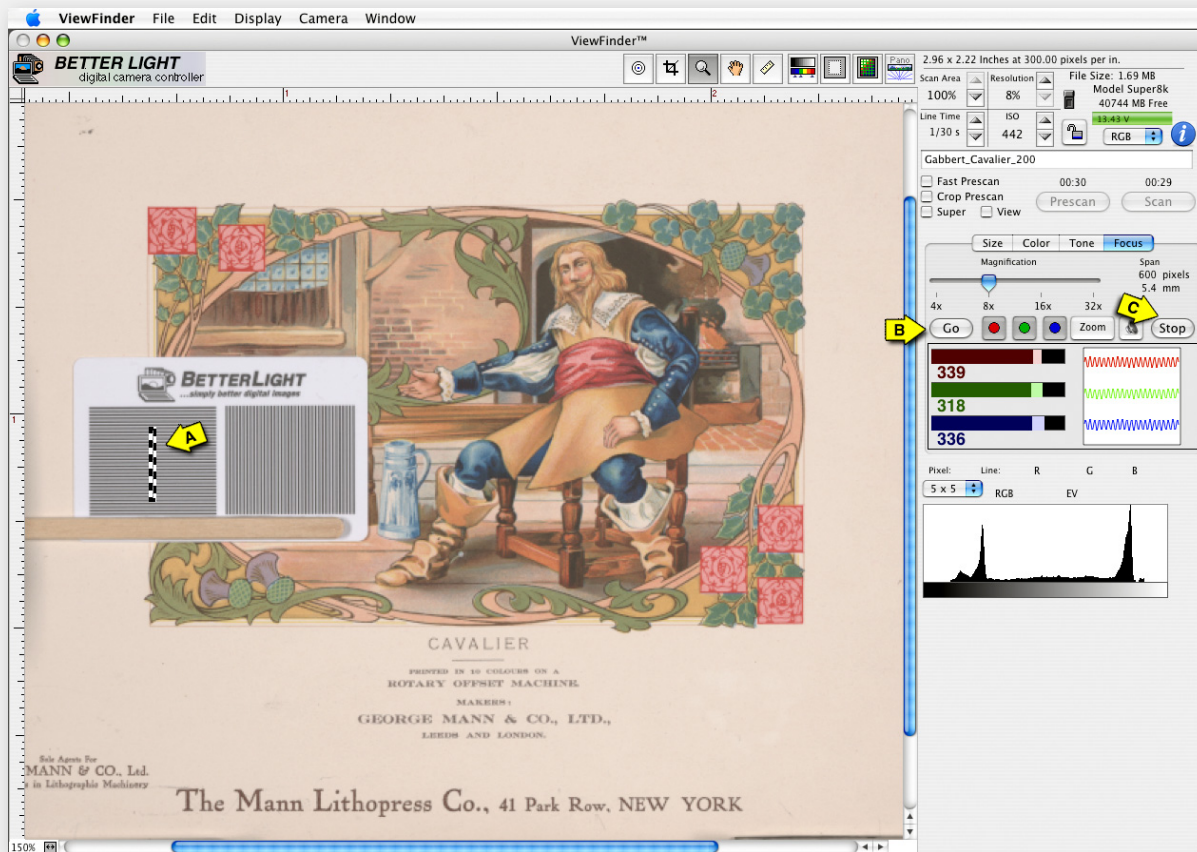 ViewFinder File Edit Display Camera Window
ViewFinder™
BETTER LIGHT
digital camera controller
Pano
2.96 x 2.22 Inches at 300.00 pixels per in.
Scan Area Resolution File Size: 1.69 MB
100% 8% Model Super8k
40744 MB Free
Line Time ISO 13.43 V
1/30 s 442 RGB
Gabbert_Cavalier_200
Fast Prescan 00:30 00:29
Crop Prescan Prescan Scan
Super View
Size Color Tone Focus
Magnification Span
600 pixels
5.4 mm
4x 8x 16x 32x
B Go Zoom C Stop
339
318
336
Pixel: Line: R G B
5 x 5 RGB EV
1 2
1
BETTERLIGHT
...simply better digital images
A
CAVALIER
PRINTED IN 10 COLOURS ON A
ROTARY OFFSET MACHINE.
MAKERS:
GEORGE MANN & CO., LTD.,
LEEDS AND LONDON.
Sole Agents For
MANN & CO., Ltd.
s in Lithographic Machinery
The Mann Lithopress Co., 41 Park Row, NEW YORK
150%